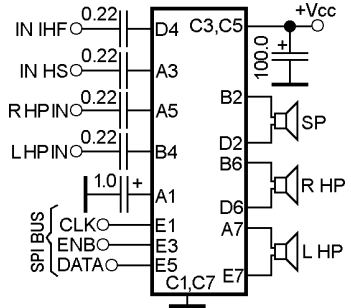 0.22
IN IHF
D4
C3,C5
+Vcc
0.22
IN HS
A3
100.0
+
0.22
R HPIN
A5
B2
SP
D2
0.22
L HPIN
B4
B6
R HP
D6
1.0
+
A1
A7
L HP
E7
SPI BUS
CLK
E1
ENB
E3
DATA
E5
C1,C7